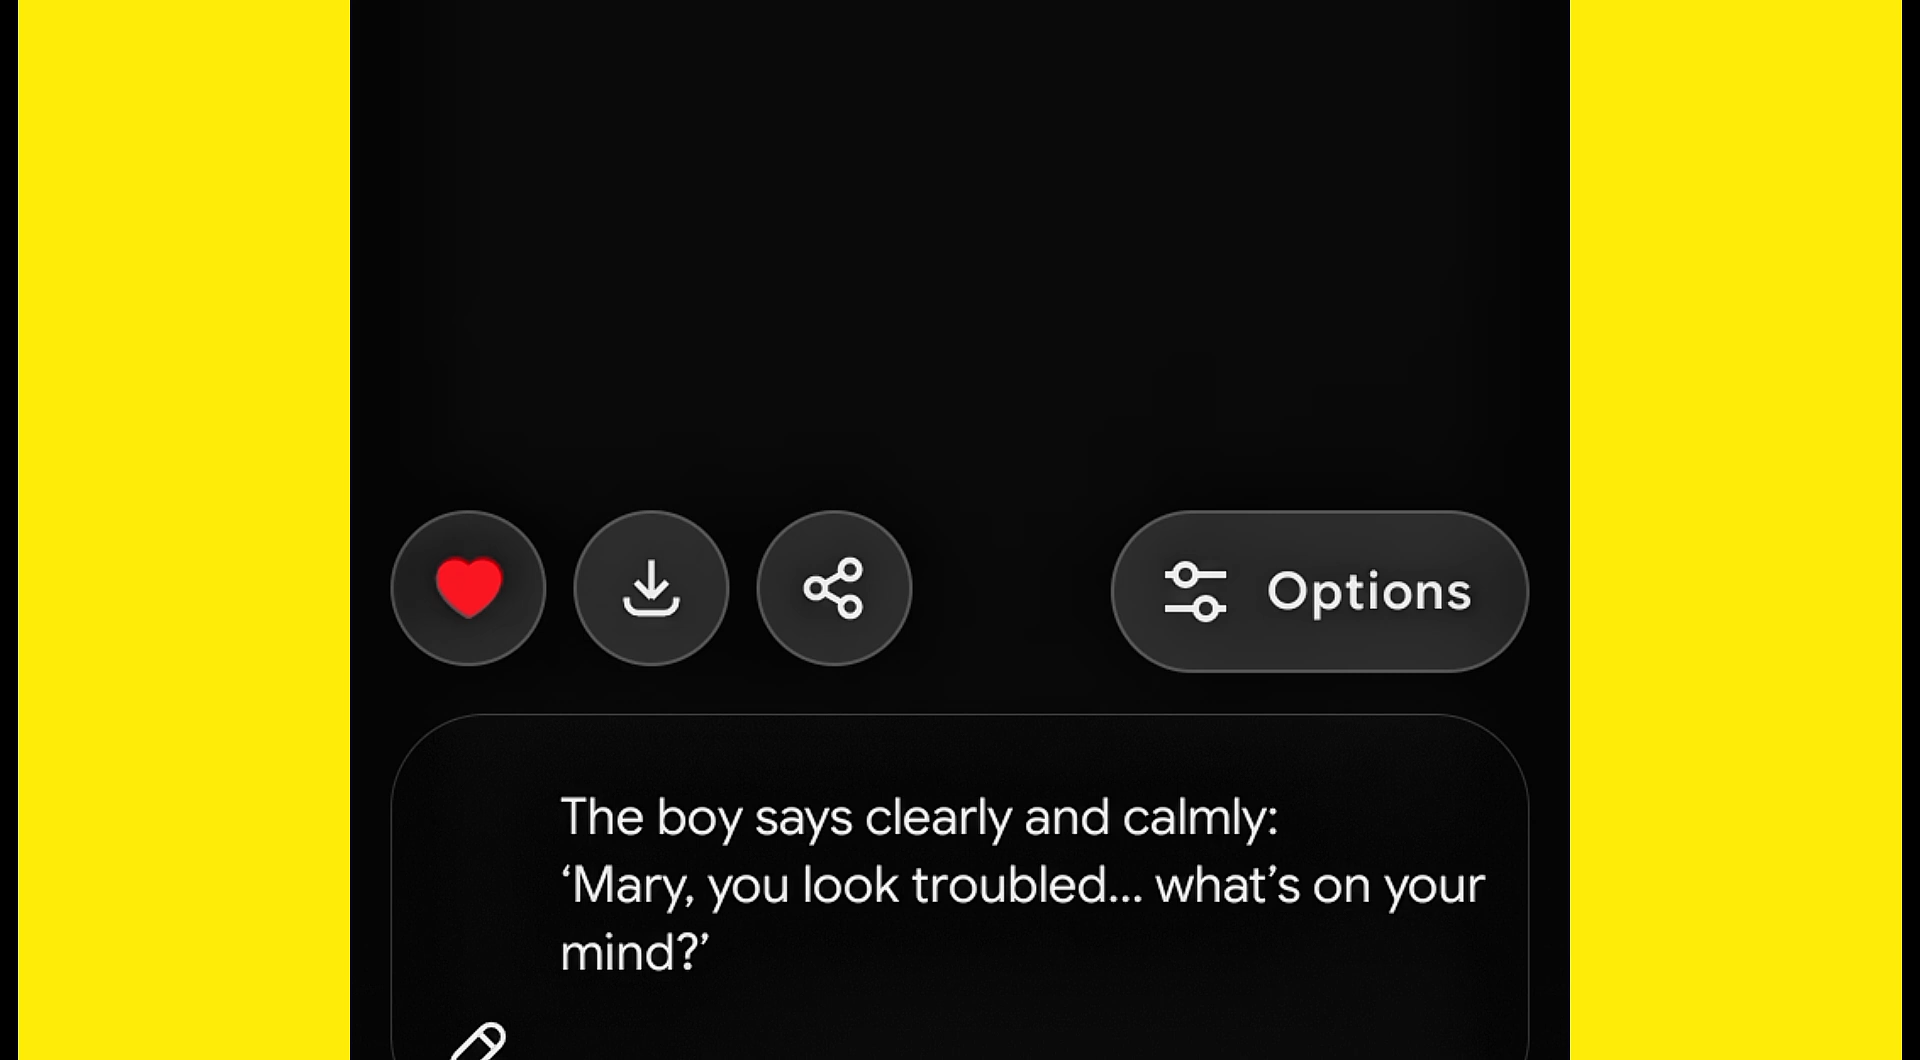 Options
The boy says clearly and calmly:
‘Mary, you look troubled... what’s on your
mind?’